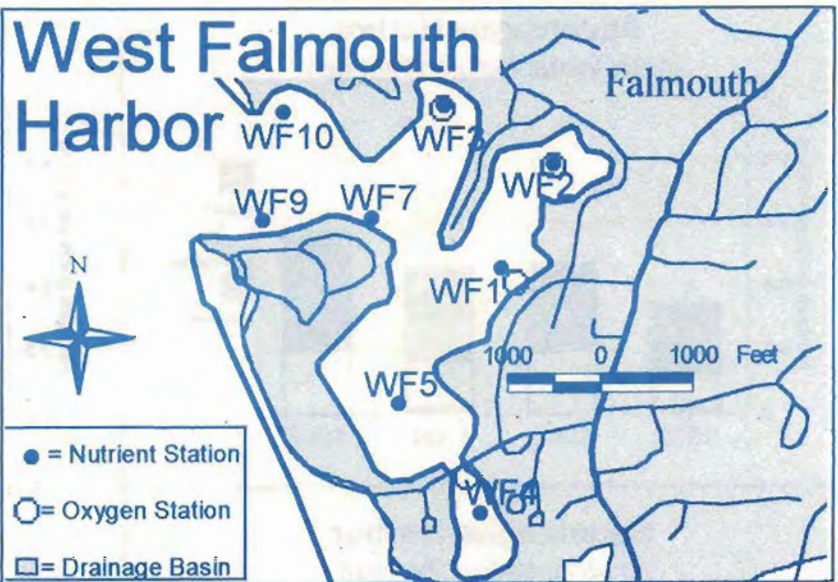 West Falmouth
Harbor
Falmouth
WF10
WF3
WF2
WF9
WF7
N
WF1
1000 0 1000 Feet
WF5
WF4
= Nutrient Station
= Oxygen Station
= Drainage Basin